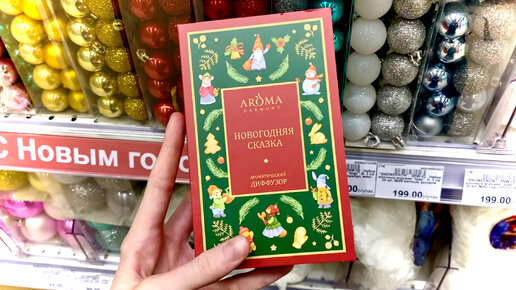 AROMA
HARMONY
НОВОГОДНЯЯ
СКАЗКА
АРОМАТИЧЕСКИЙ
ДИФФУЗОР
С Новым го
199.00
199.00